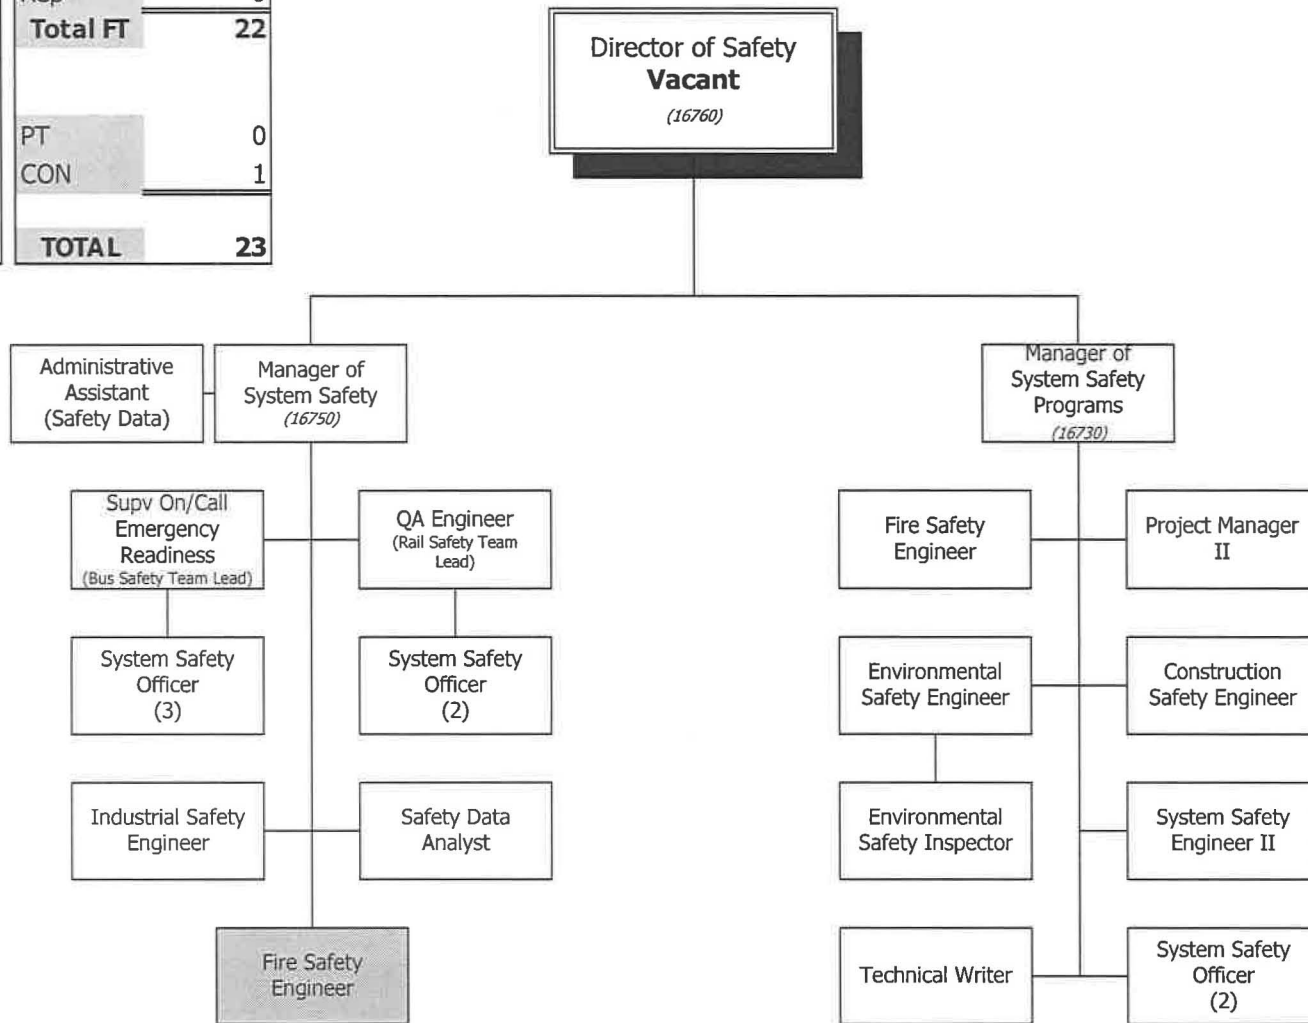 Total FT 22
PT 0
CON 1
TOTAL 23
Director of Safety
Vacant
(16760)
Administrative
Assistant
(Safety Data)
Manager of
System Safety
(16750)
Manager of
System Safety
Programs
(16730)
Supv On/Call
Emergency
Readiness
(Bus Safety Team Lead)
QA Engineer
(Rail Safety Team
Lead)
Fire Safety
Engineer
Project Manager
II
System Safety
Officer
(3)
System Safety
Officer
(2)
Environmental
Safety Engineer
Construction
Safety Engineer
Industrial Safety
Engineer
Safety Data
Analyst
Environmental
Safety Inspector
System Safety
Engineer II
Fire Safety
Engineer
Technical Writer
System Safety
Officer
(2)